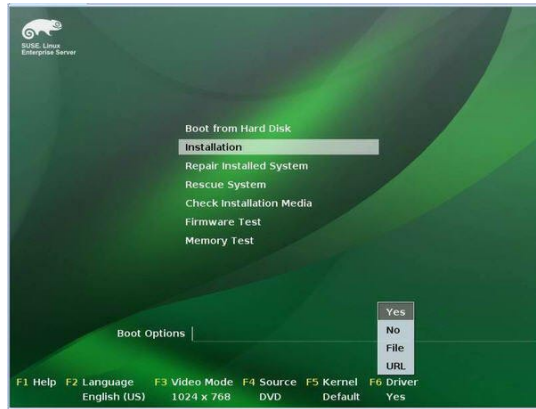 SUSE. Linux
Enterprise Server
Boot from Hard Disk
Installation
Repair Installed System
Rescue System
Check Installation Media
Firmware Test
Memory Test
Boot Options
Yes
No
File
URL
F1 Help F2 Language F3 Video Mode F4 Source F5 Kernel F6 Driver
English (US) 1024 x 768 DVD Default Yes